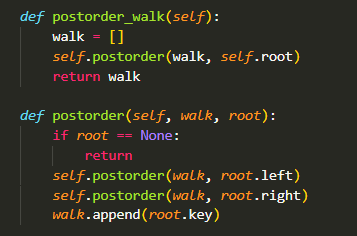 def postorder_walk(self):
    walk = []
    self.postorder(walk, self.root)
    return walk

def postorder(self, walk, root):
    if root == None:
        return
    self.postorder(walk, root.left)
    self.postorder(walk, root.right)
    walk.append(root.key)